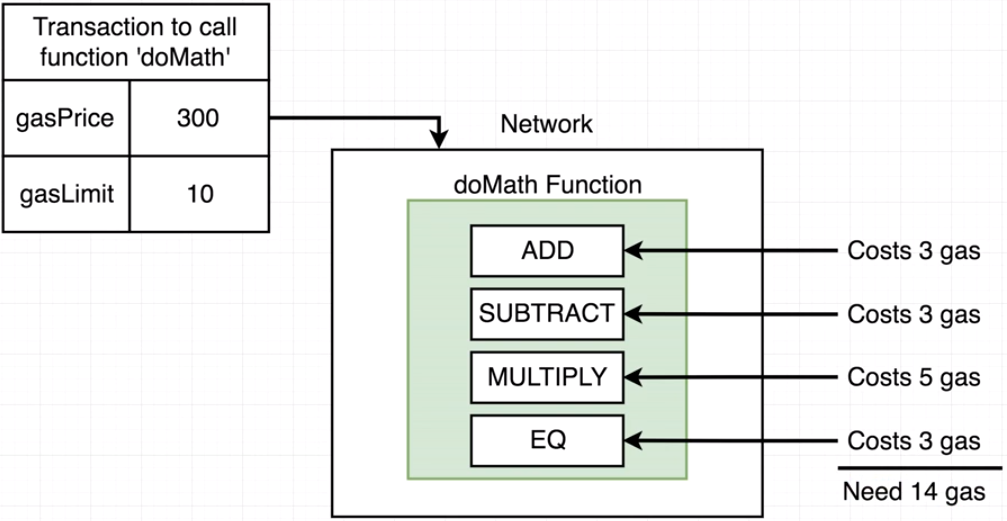 Transaction to call
function 'doMath'
gasPrice 300
gasLimit 10
Network
doMath Function
ADD Costs 3 gas
SUBTRACT Costs 3 gas
MULTIPLY Costs 5 gas
EQ Costs 3 gas
Need 14 gas